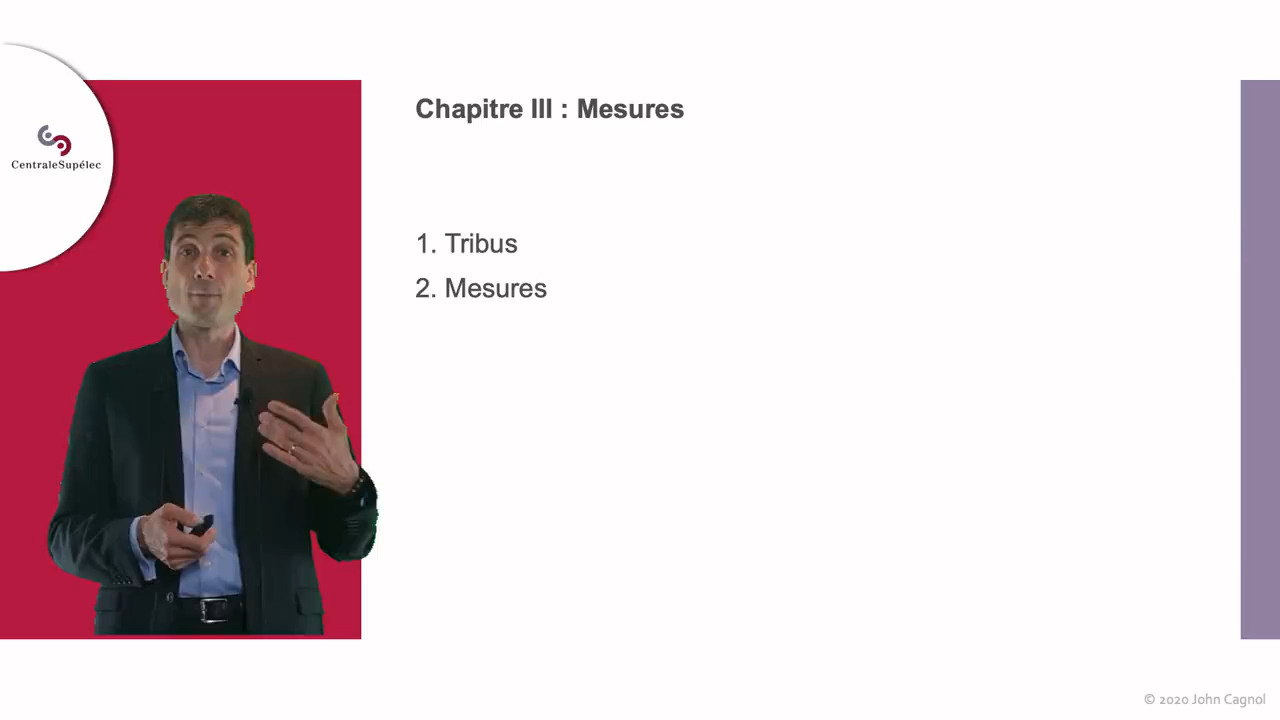 CentraleSupélec
Chapitre III : Mesures
1. Tribus
2. Mesures
© 2020 John Cagnol